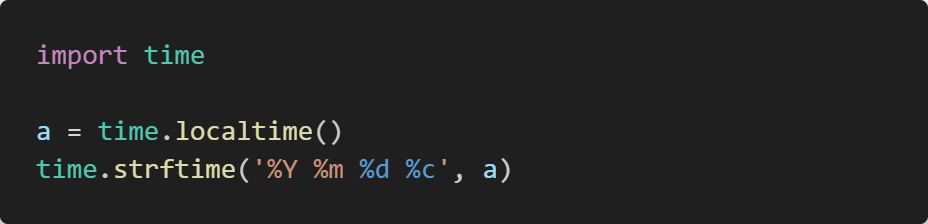 import time
a = time.localtime()
time.strftime('%Y %m %d %c', a)